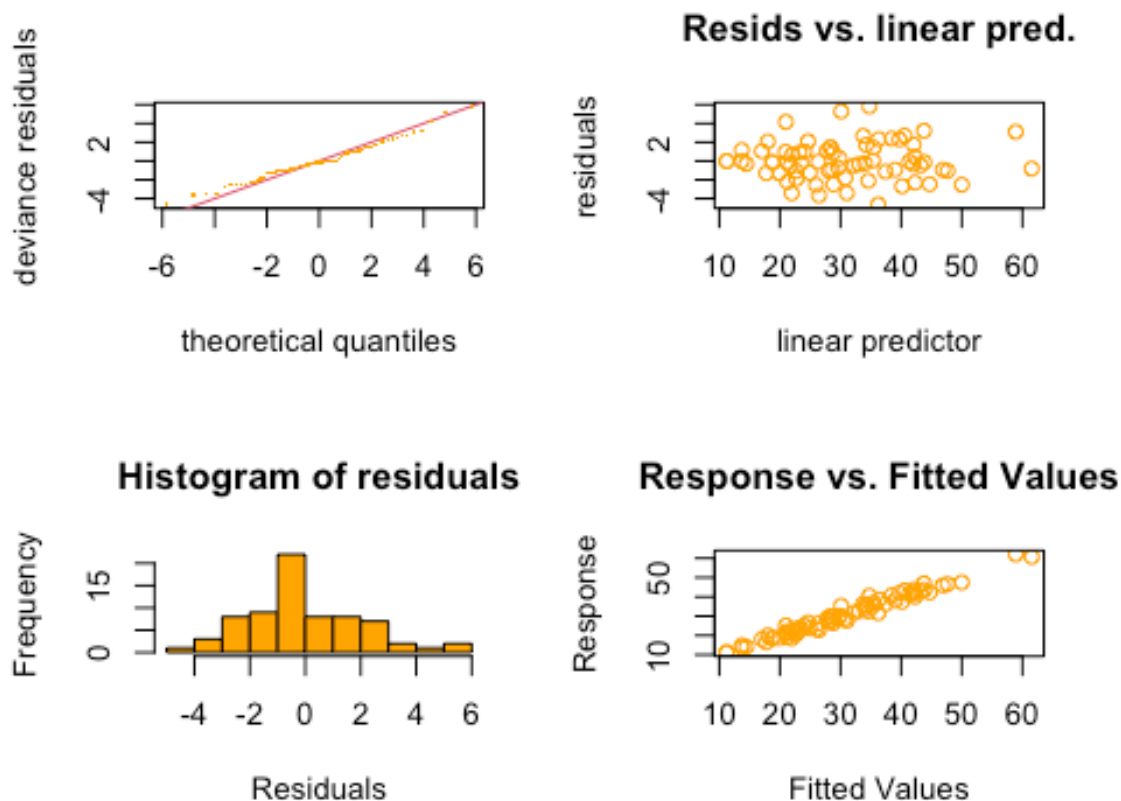 deviance residuals
2
-4
-6 -2 0 2 4 6
theoretical quantiles
Resids vs. linear pred.
residuals
2
-4
10 20 30 40 50 60
linear predictor
Histogram of residuals
Frequency
15
0
-4 -2 0 2 4 6
Residuals
Response vs. Fitted Values
Response
50
10
10 20 30 40 50 60
Fitted Values